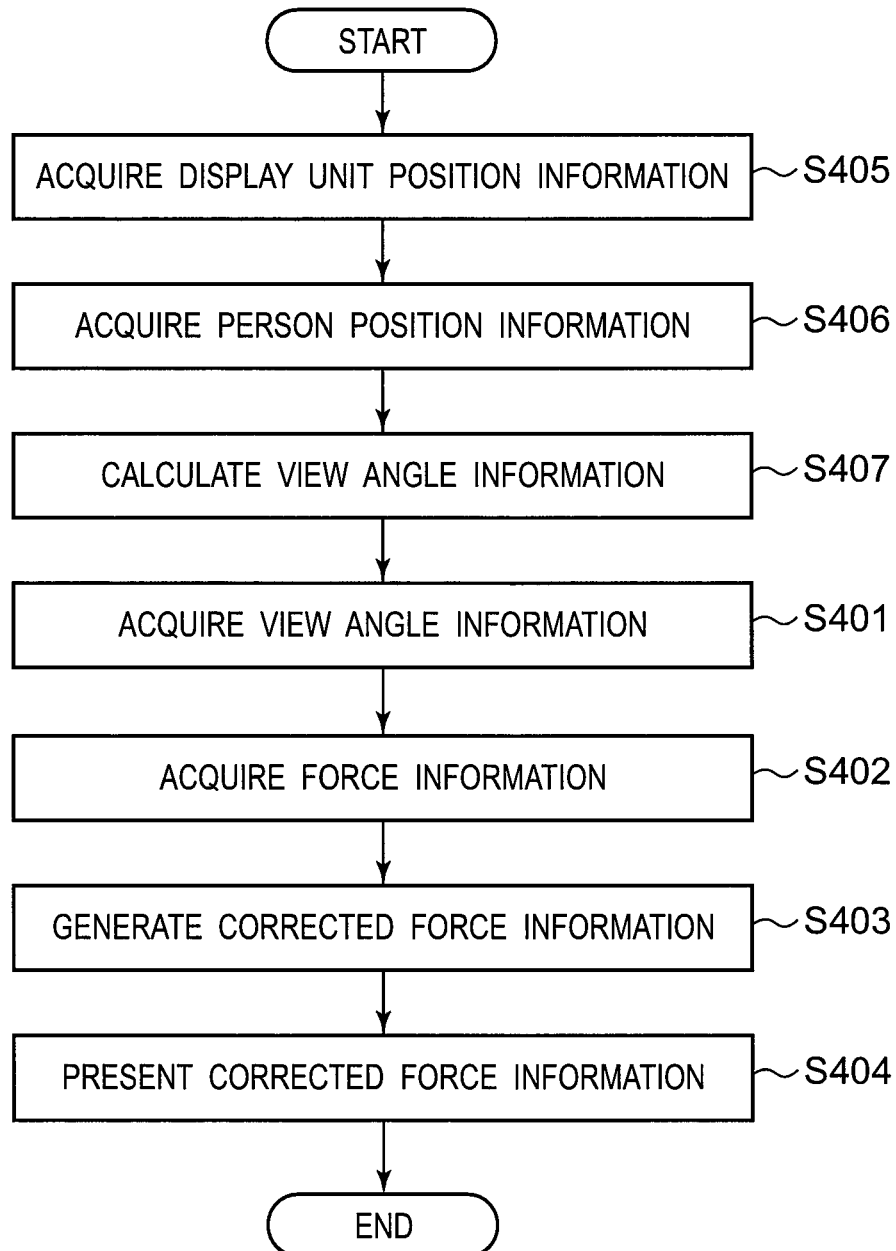 START
ACQUIRE DISPLAY UNIT POSITION INFORMATION S405
ACQUIRE PERSON POSITION INFORMATION S406
CALCULATE VIEW ANGLE INFORMATION S407
ACQUIRE VIEW ANGLE INFORMATION S401
ACQUIRE FORCE INFORMATION S402
GENERATE CORRECTED FORCE INFORMATION S403
PRESENT CORRECTED FORCE INFORMATION S404
END